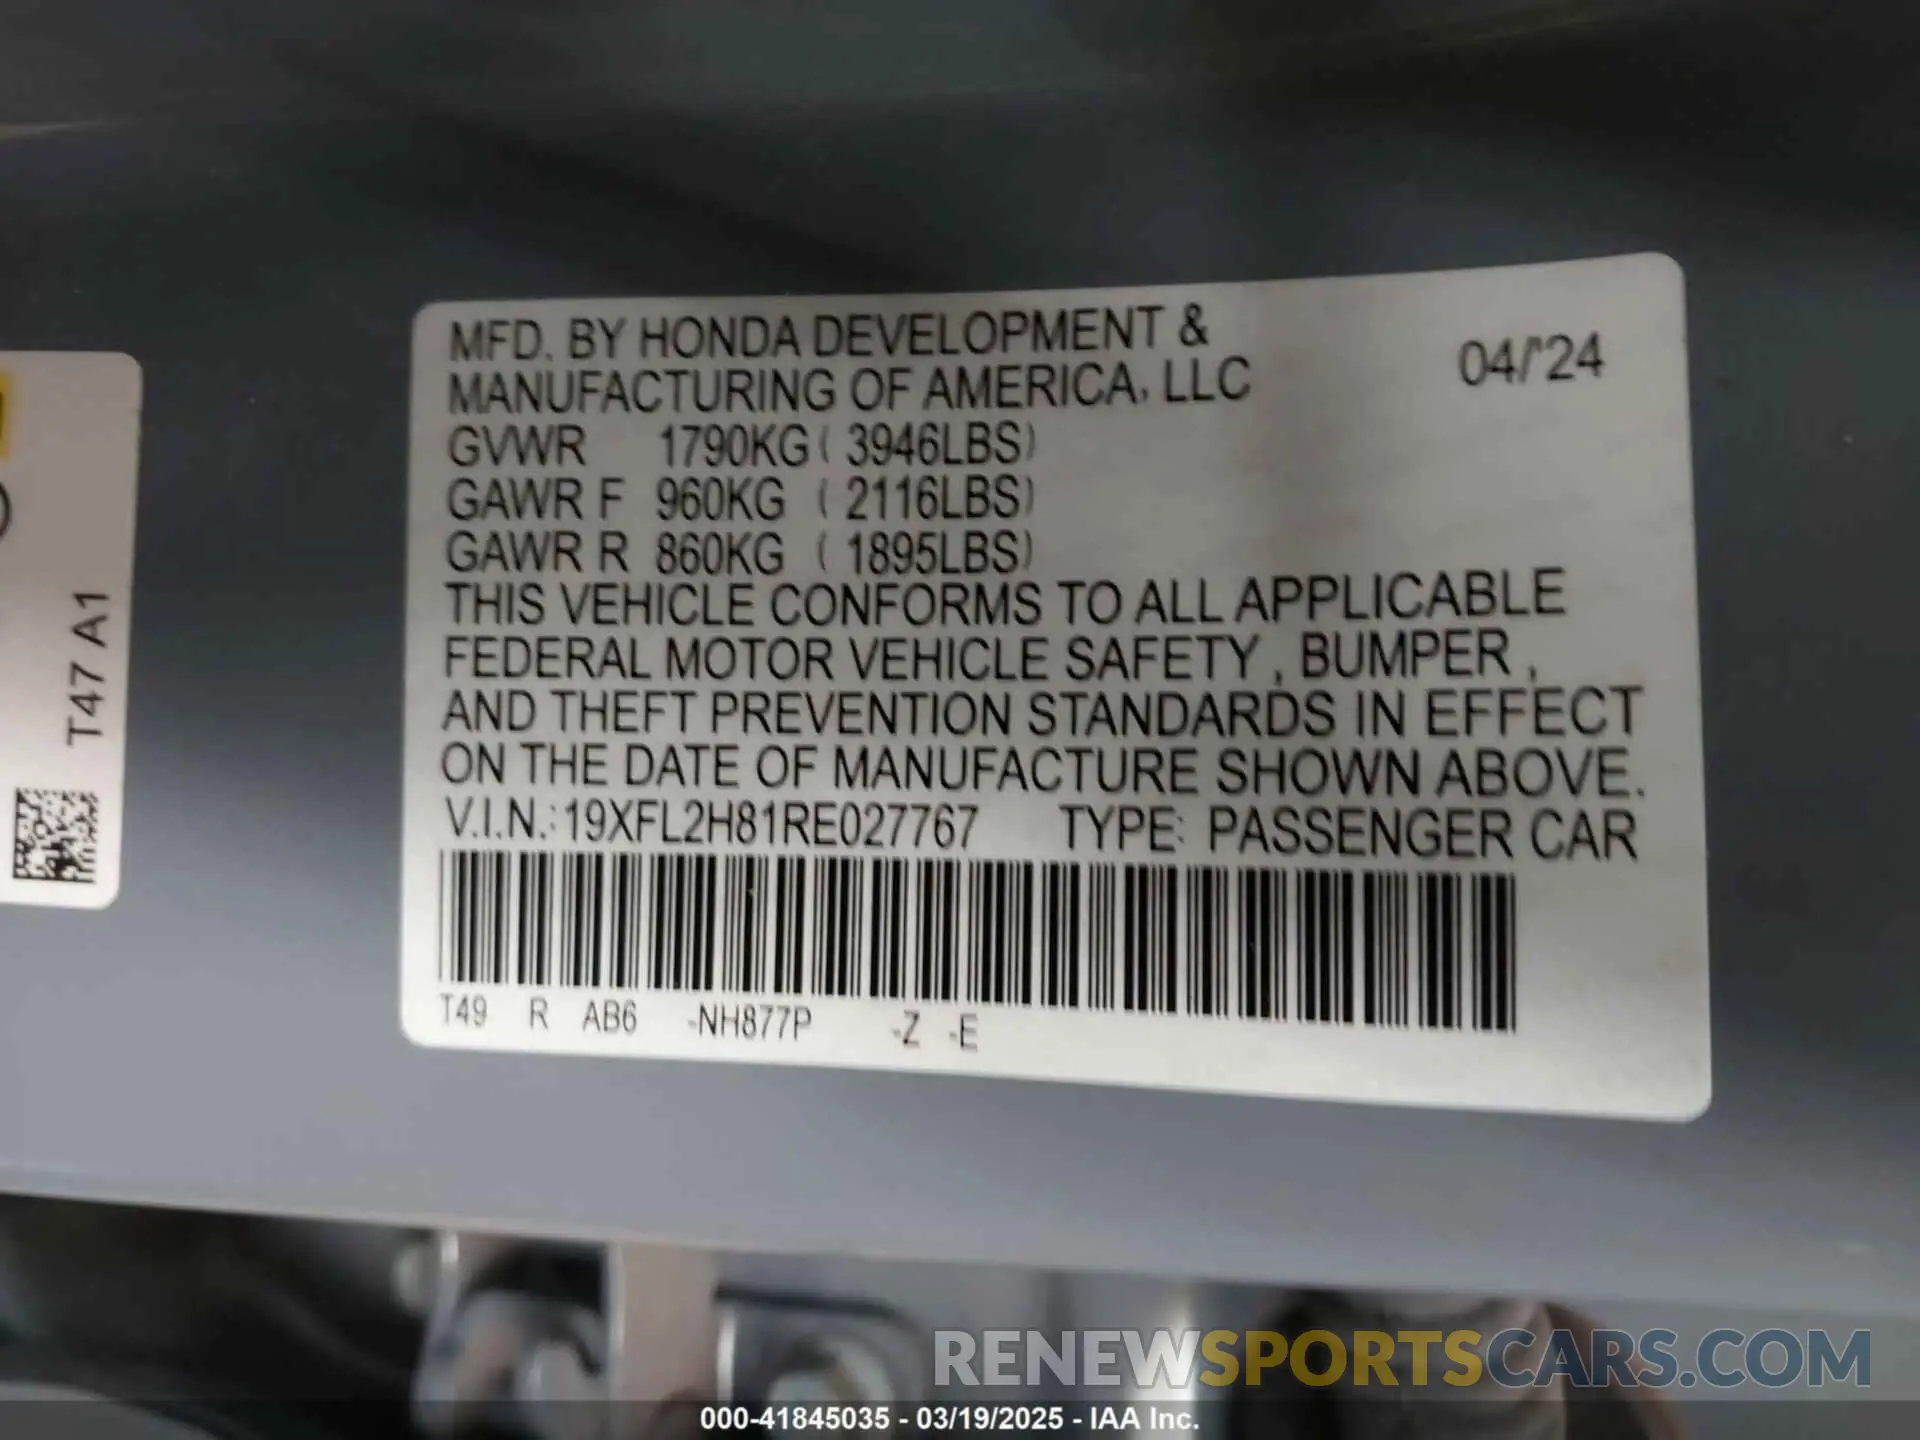 MFD. BY HONDA DEVELOPMENT &
MANUFACTURING OF AMERICA, LLC
04/'24
GVWR 1790KG ( 3946LBS)
GAWR F 960KG ( 2116LBS)
GAWR R 860KG ( 1895LBS)
THIS VEHICLE CONFORMS TO ALL APPLICABLE
FEDERAL MOTOR VEHICLE SAFETY , BUMPER ,
AND THEFT PREVENTION STANDARDS IN EFFECT
ON THE DATE OF MANUFACTURE SHOWN ABOVE.
V.I.N.: 19XFL2H81RE027767 TYPE: PASSENGER CAR
T49 R AB6 -NH877P -Z -E
T47 A1
RENEWSPORTSCARS.COM
000-41845035 - 03/19/2025 - IAA Inc.